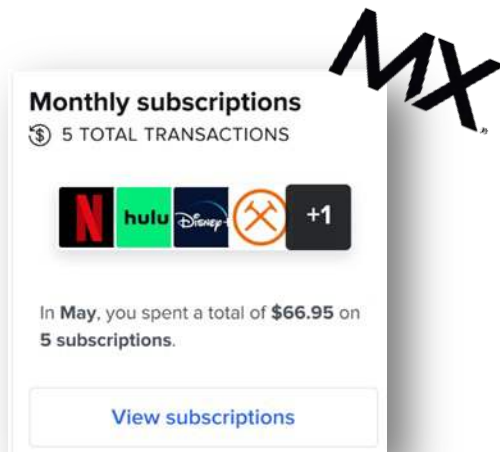 MX®
Monthly subscriptions
5 TOTAL TRANSACTIONS
N hulu Disney+ +1
In May, you spent a total of $66.95 on
5 subscriptions.
View subscriptions